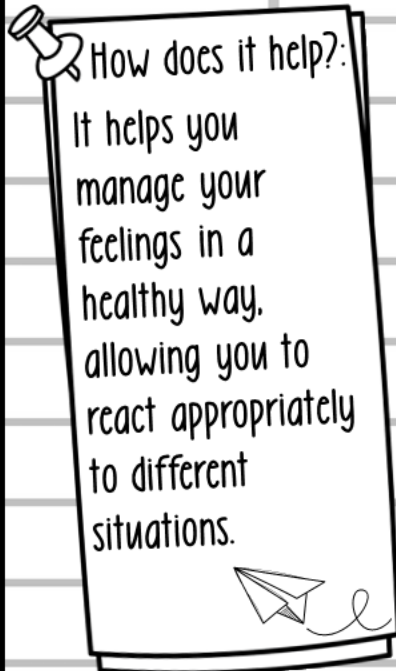 How does it help?:
It helps you
manage your
feelings in a
healthy way,
allowing you to
react appropriately
to different
situations.